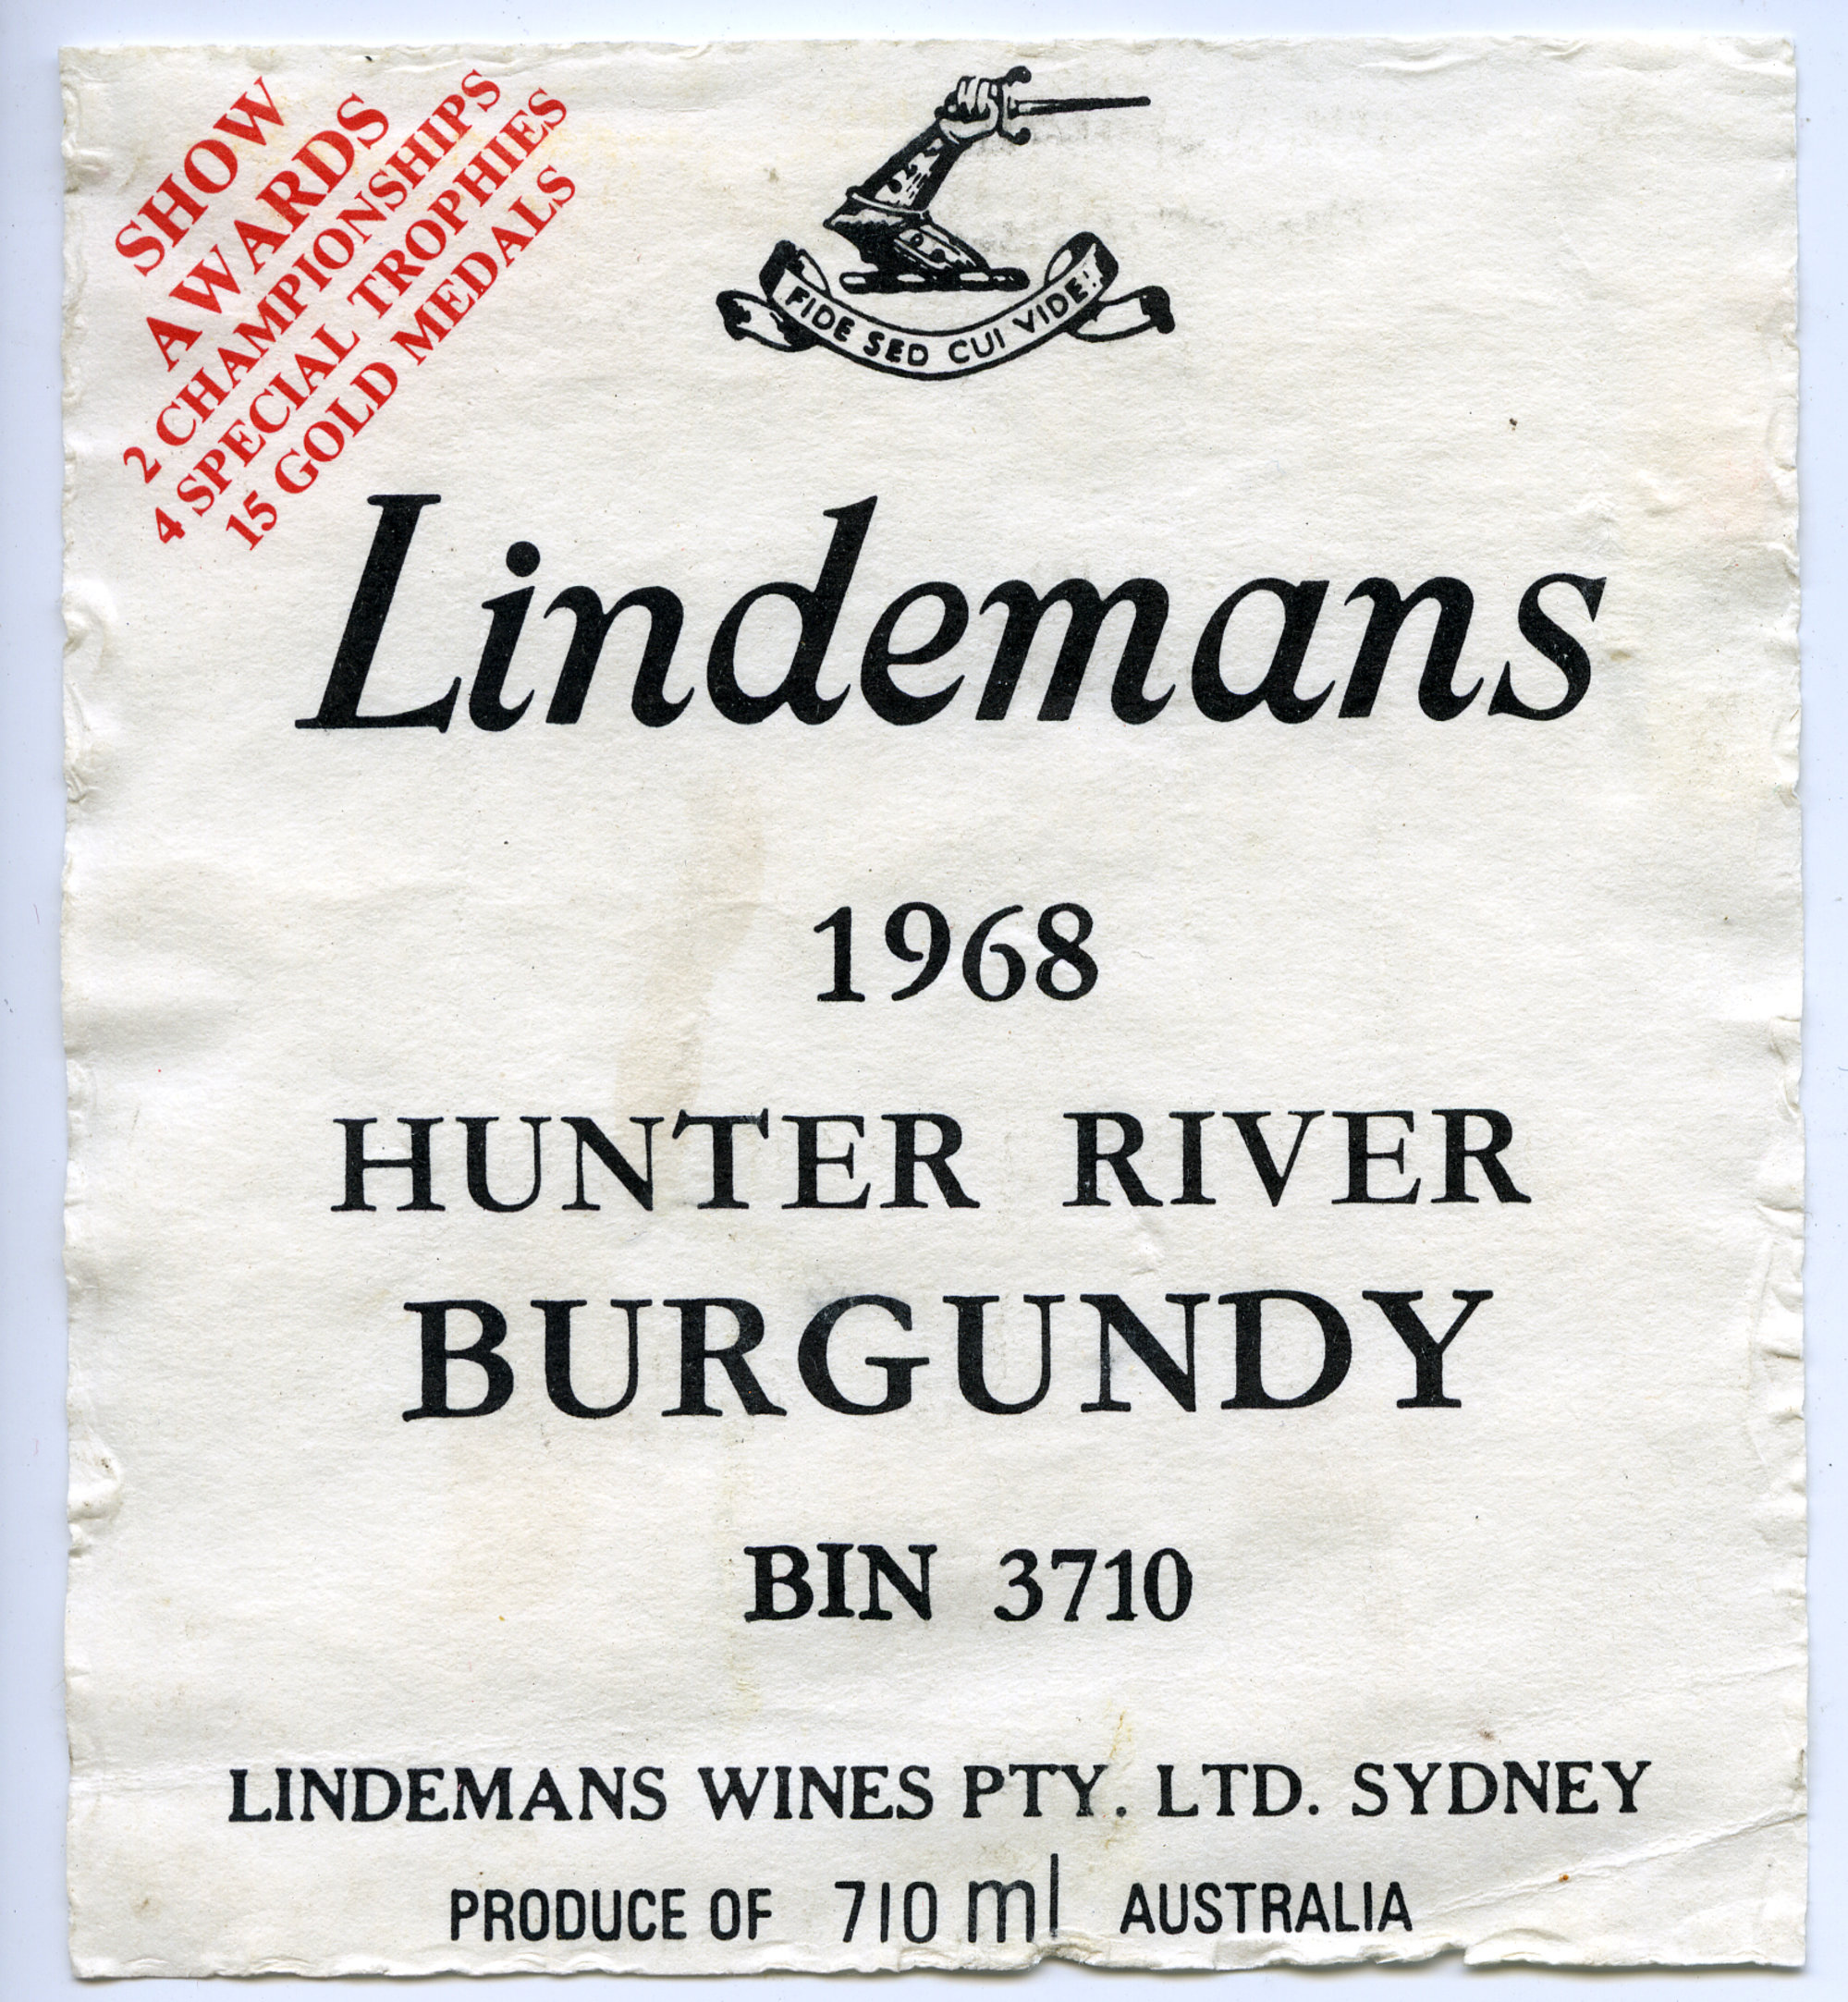 SHOW
AWARDS
2 CHAMPIONSHIPS
4 SPECIAL TROPHIES
15 GOLD MEDALS
FIDE SED CUI VIDE
Lindemans
1968
HUNTER RIVER
BURGUNDY
BIN 3710
LINDEMANS WINES PTY. LTD. SYDNEY
PRODUCE OF 710 ml AUSTRALIA